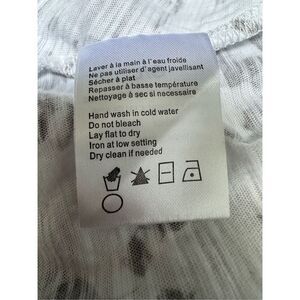 Laver à la main à l'eau froide
Ne pas utiliser d'agent javellisant
Sécher à plat
Repasser à basse température
Nettoyage à sec si necessaire
Hand wash in cold water
Do not bleach
Lay flat to dry
Iron at low setting
Dry clean if needed